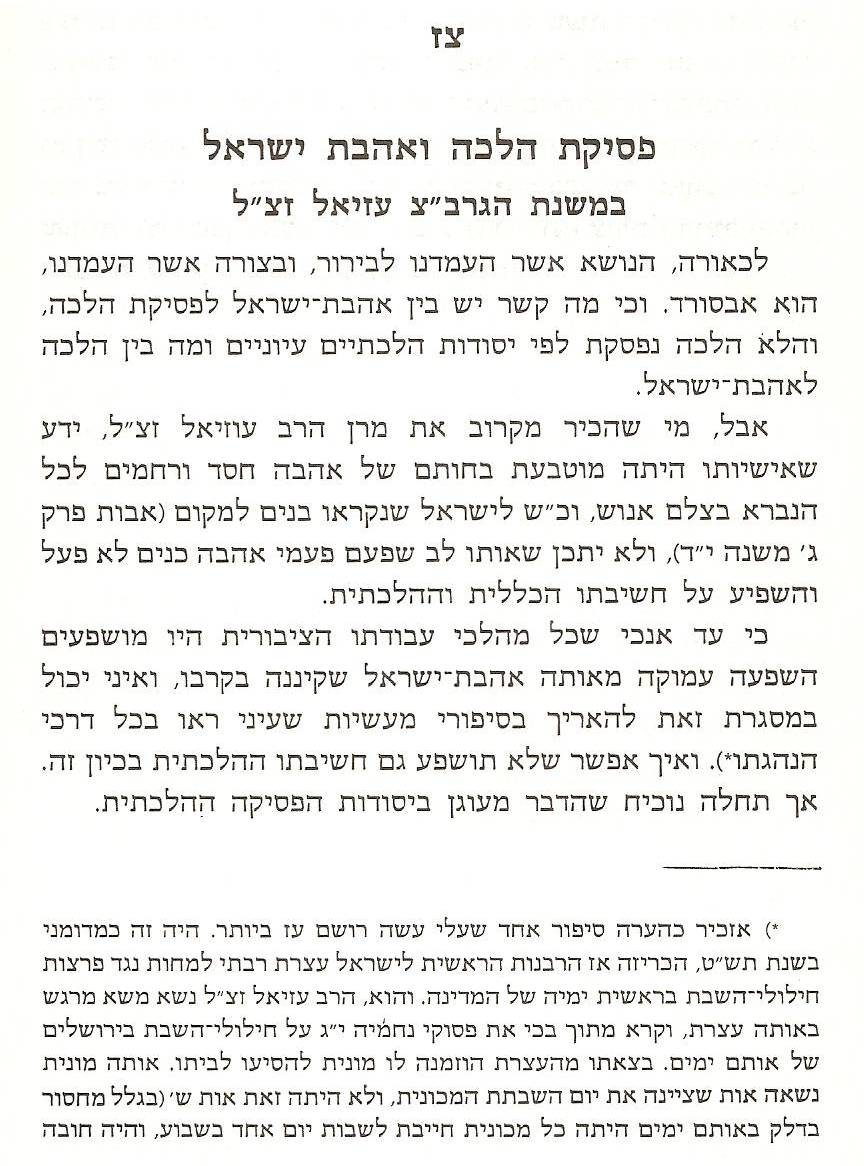 צז
פסיקת הלכה ואהבת ישראל
במשנת הגרב״צ עזיאל זצ״ל
לכאורה, הנושא אשר העמדנו לבירור, ובצורה אשר העמדנו,
הוא אבסורד. וכי מה קשר יש בין אהבת־ישראל לפסיקת הלכה,
והלא הלכה נפסקת לפי יסודות הלכתיים עיוניים ומה בין הלכה
לאהבת־ישראל.
אבל, מי שהכיר מקרוב את מרן הרב עוזיאל זצ״ל, ידע
שאישיותו היתה מוטבעת בחותם של אהבה חסד ורחמים לכל
הנברא בצלם אנוש, וכ״ש לישראל שנקראו בנים למקום (אבות פרק
ג׳ משנה י״ד), ולא יתכן שאותו לב שפעם פעמי אהבה כנים לא פעל
והשפיע על חשיבתו הכללית וההלכתית.
כי עד אנכי שכל מהלכי עבודתו הציבורית היו מושפעים
השפעה עמוקה מאותה אהבת־ישראל שקיננה בקרבו, ואיני יכול
במסגרת זאת להאריך בסיפורי מעשיות שעיני ראו בכל דרכי
הנהגתו*). ואיך אפשר שלא תושפע גם חשיבתו ההלכתית בכיון זה.
אך תחלה נוכיח שהדבר מעוגן ביסודות הפסיקה ההלכתית.
*) אזכיר כהערה סיפור אחד שעלי עשה רושם עז ביותר. היה זה כמדומני
בשנת תש״ט, הכריזה אז הרבנות הראשית לישראל עצרת רבתי למחות נגד פרצות
חילולי־השבת בראשית ימיה של המדינה. והוא, הרב עזיאל זצ״ל נשא משא מרגש
באותה עצרת, וקרא מתוך בכי את פסוקי נחמיה י״ג על חילולי־השבת בירושלים
של אותם ימים. בצאתו מהעצרת הוזמנה לו מונית להסיעו לביתו. אותה מונית
נשאה אות שציינה את יום השבתת המכונית, ולא היתה זאת אות ש׳ (בגלל מחסור
בדלק באותם ימים היתה כל מכונית חייבת לשבות יום אחד בשבוע, והיה חובה